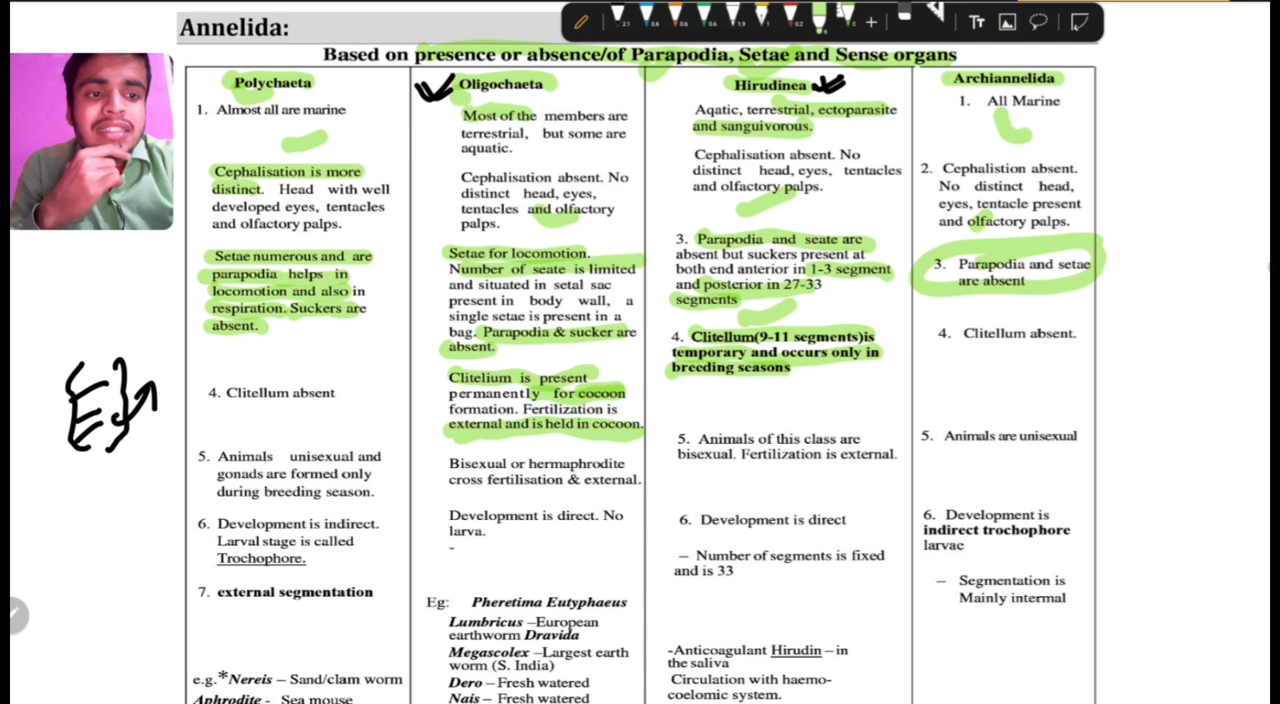 Annelida:
Based on presence or absence/of Parapodia, Setae and Sense organs
Polychaeta
1. Almost all are marine
Cephalisation is more
distinct. Head with well
developed eyes, tentacles
and olfactory palps.
Setae numerous and are
parapodia helps in
locomotion and also in
respiration. Suckers are
absent.
4. Clitellum absent
5. Animals unisexual and
gonads are formed only
during breeding season.
6. Development is indirect.
Larval stage is called
Trochophore.
7. external segmentation
e.g.*Nereis – Sand/clam worm
Aphrodite - Sea mouse
Oligochaeta
Most of the members are
terrestrial, but some are
aquatic.
Cephalisation absent. No
distinct head, eyes,
tentacles and olfactory
palps.
Setae for locomotion.
Number of seate is limited
and situated in setal sac
present in body wall, a
single setae is present in a
bag. Parapodia & sucker are
absent.
Clitelium is present
permanently for cocoon
formation. Fertilization is
external and is held in cocoon.
Bisexual or hermaphrodite
cross fertilisation & external.
Development is direct. No
larva.
-
Eg: Pheretima Eutyphaeus
Lumbricus –European
earthworm Dravida
Megascolex –Largest earth
worm (S. India)
Dero – Fresh watered
Nais – Fresh watered
Hirudinea
Aqatic, terrestrial, ectoparasite
and sanguivorous.
Cephalisation absent. No
distinct head, eyes, tentacles
and olfactory palps.
3. Parapodia and seate are
absent but suckers present at
both end anterior in 1-3 segment
and posterior in 27-33
segments
4. Clitellum(9-11 segments)is
temporary and occurs only in
breeding seasons
5. Animals of this class are
bisexual. Fertilization is external.
6. Development is direct
– Number of segments is fixed
and is 33
-Anticoagulant Hirudin – in
the saliva
Circulation with haemo-
coelomic system.
Archiannelida
1. All Marine
2. Cephalistion absent.
No distinct head,
eyes, tentacle present
and olfactory palps.
3. Parapodia and setae
are absent
4. Clitellum absent.
5. Animals are unisexual
6. Development is
indirect trochophore
larvae
– Segmentation is
Mainly intermal